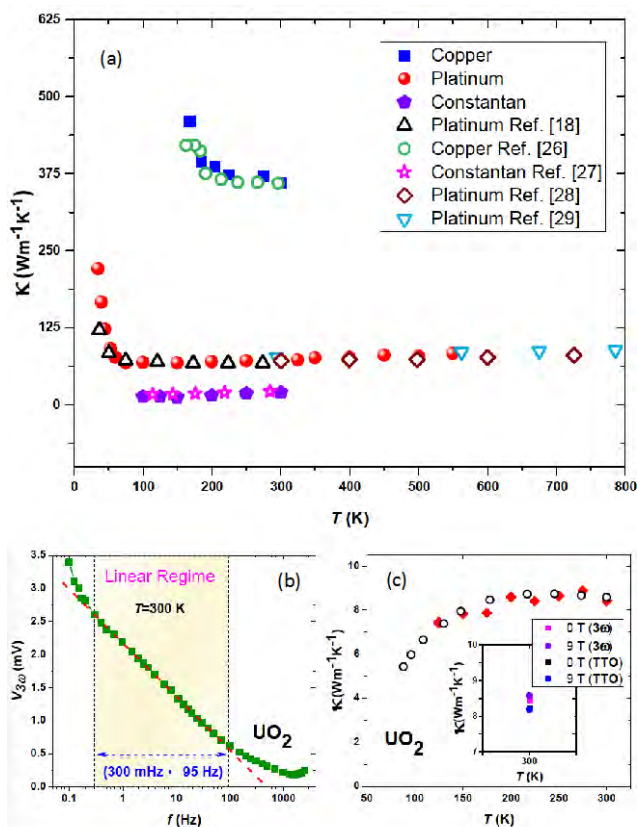 (a)
Copper
Platinum
Constantan
Platinum Ref. [18]
Copper Ref. [26]
Constantan Ref. [27]
Platinum Ref. [28]
Platinum Ref. [29]
625
500
375
250
125
0
K (Wm⁻¹K⁻¹)
0 100 200 300 400 500 600 700 800
T (K)
3.5
3.0
2.5
2.0
1.5
1.0
0.5
0.0
V3ω (mV)
Linear Regime
(b)
T=300 K
UO2
(300 mHz - 95 Hz)
0.1 1 10 100 1000
f (Hz)
(c)
10
8
6
4
2
0
κ(Wm⁻¹K⁻¹)
0 T (3ω)
9 T (3ω)
0 T (TTO)
9 T (TTO)
10
9
8
7
κ(Wm⁻¹K⁻¹)
300
T (K)
UO2
50 100 150 200 250 300
T (K)